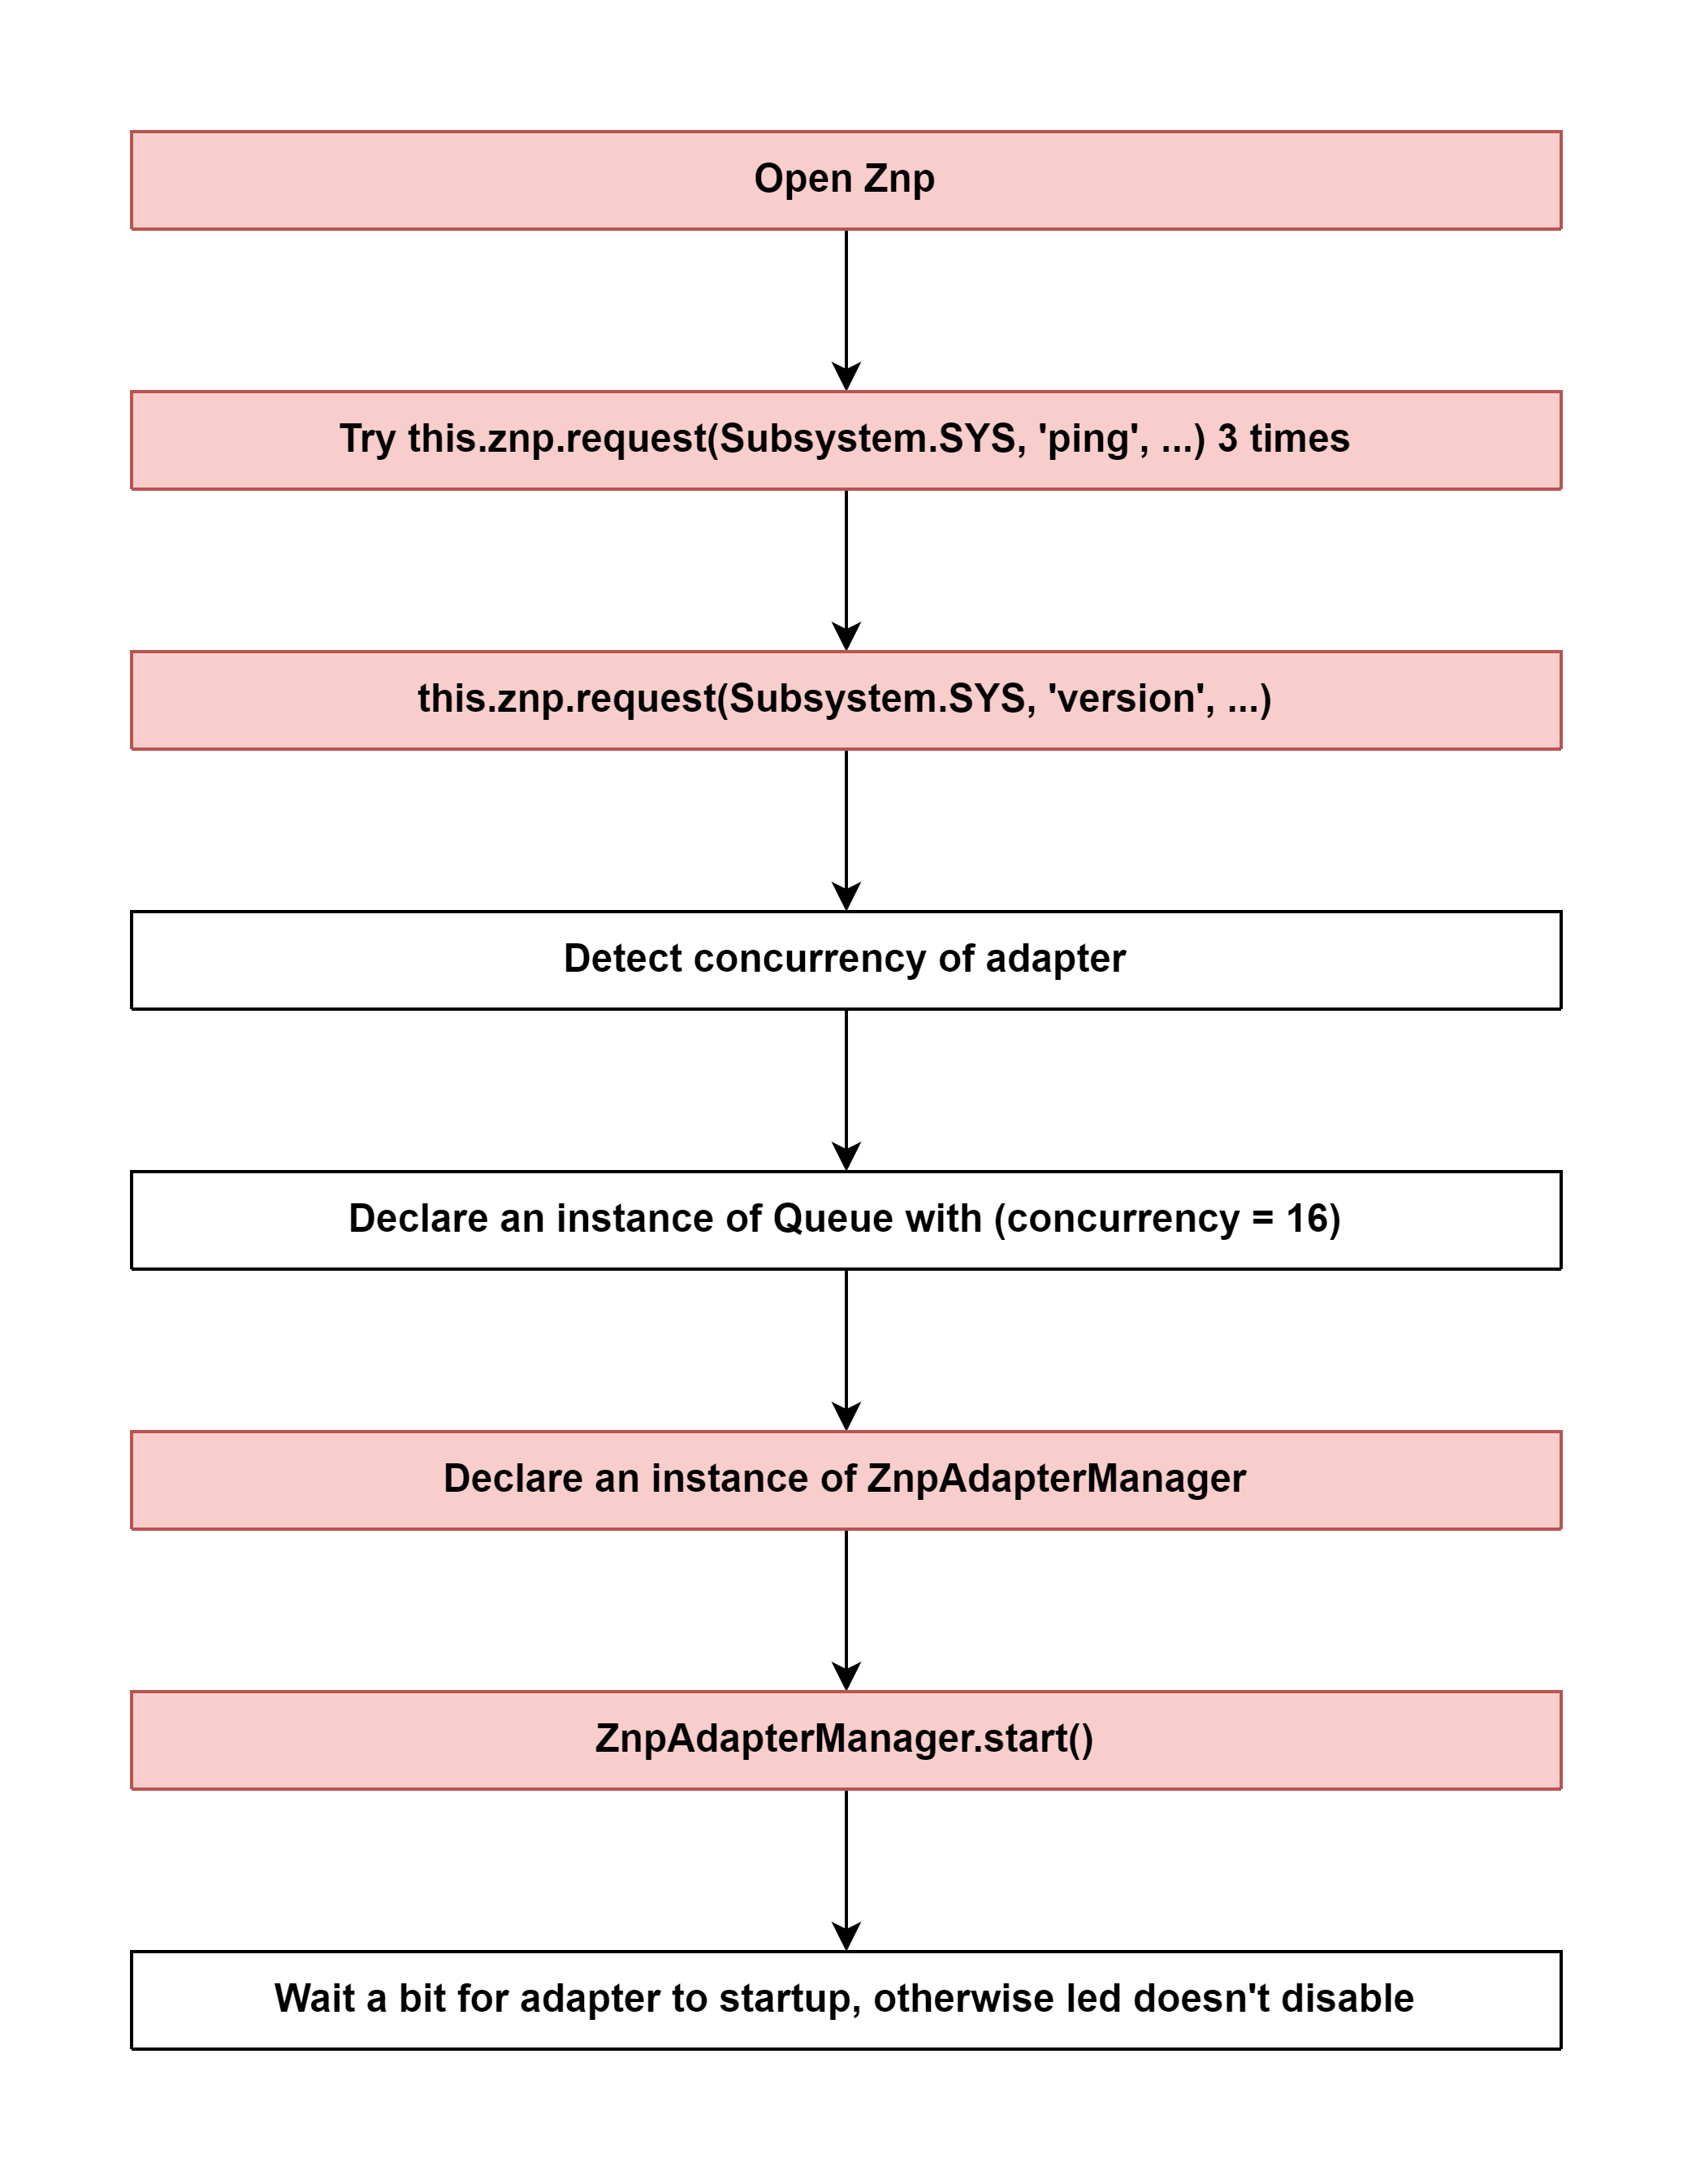 Open Znp
Try this.znp.request(Subsystem.SYS, 'ping', ...) 3 times
this.znp.request(Subsystem.SYS, 'version', ...)
Detect concurrency of adapter
Declare an instance of Queue with (concurrency = 16)
Declare an instance of ZnpAdapterManager
ZnpAdapterManager.start()
Wait a bit for adapter to startup, otherwise led doesn't disable